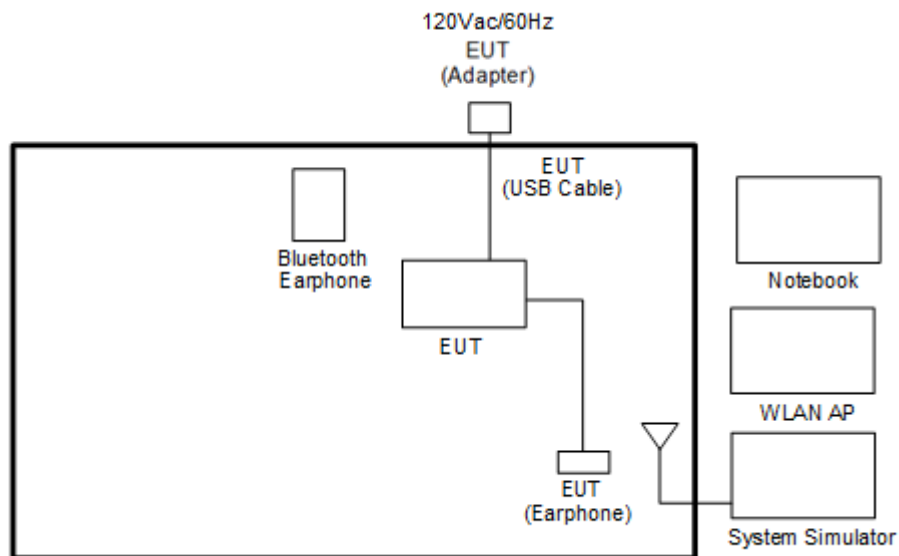 120Vac/60Hz
EUT
(Adapter)
EUT
(USB Cable)
Bluetooth
Earphone
EUT
Notebook
WLAN AP
EUT
(Earphone)
System Simulator